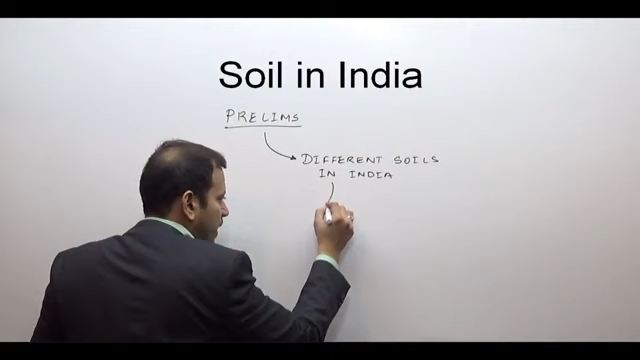 Soil in India
PRELIMS
DIFFERENT SOILS
IN INDIA